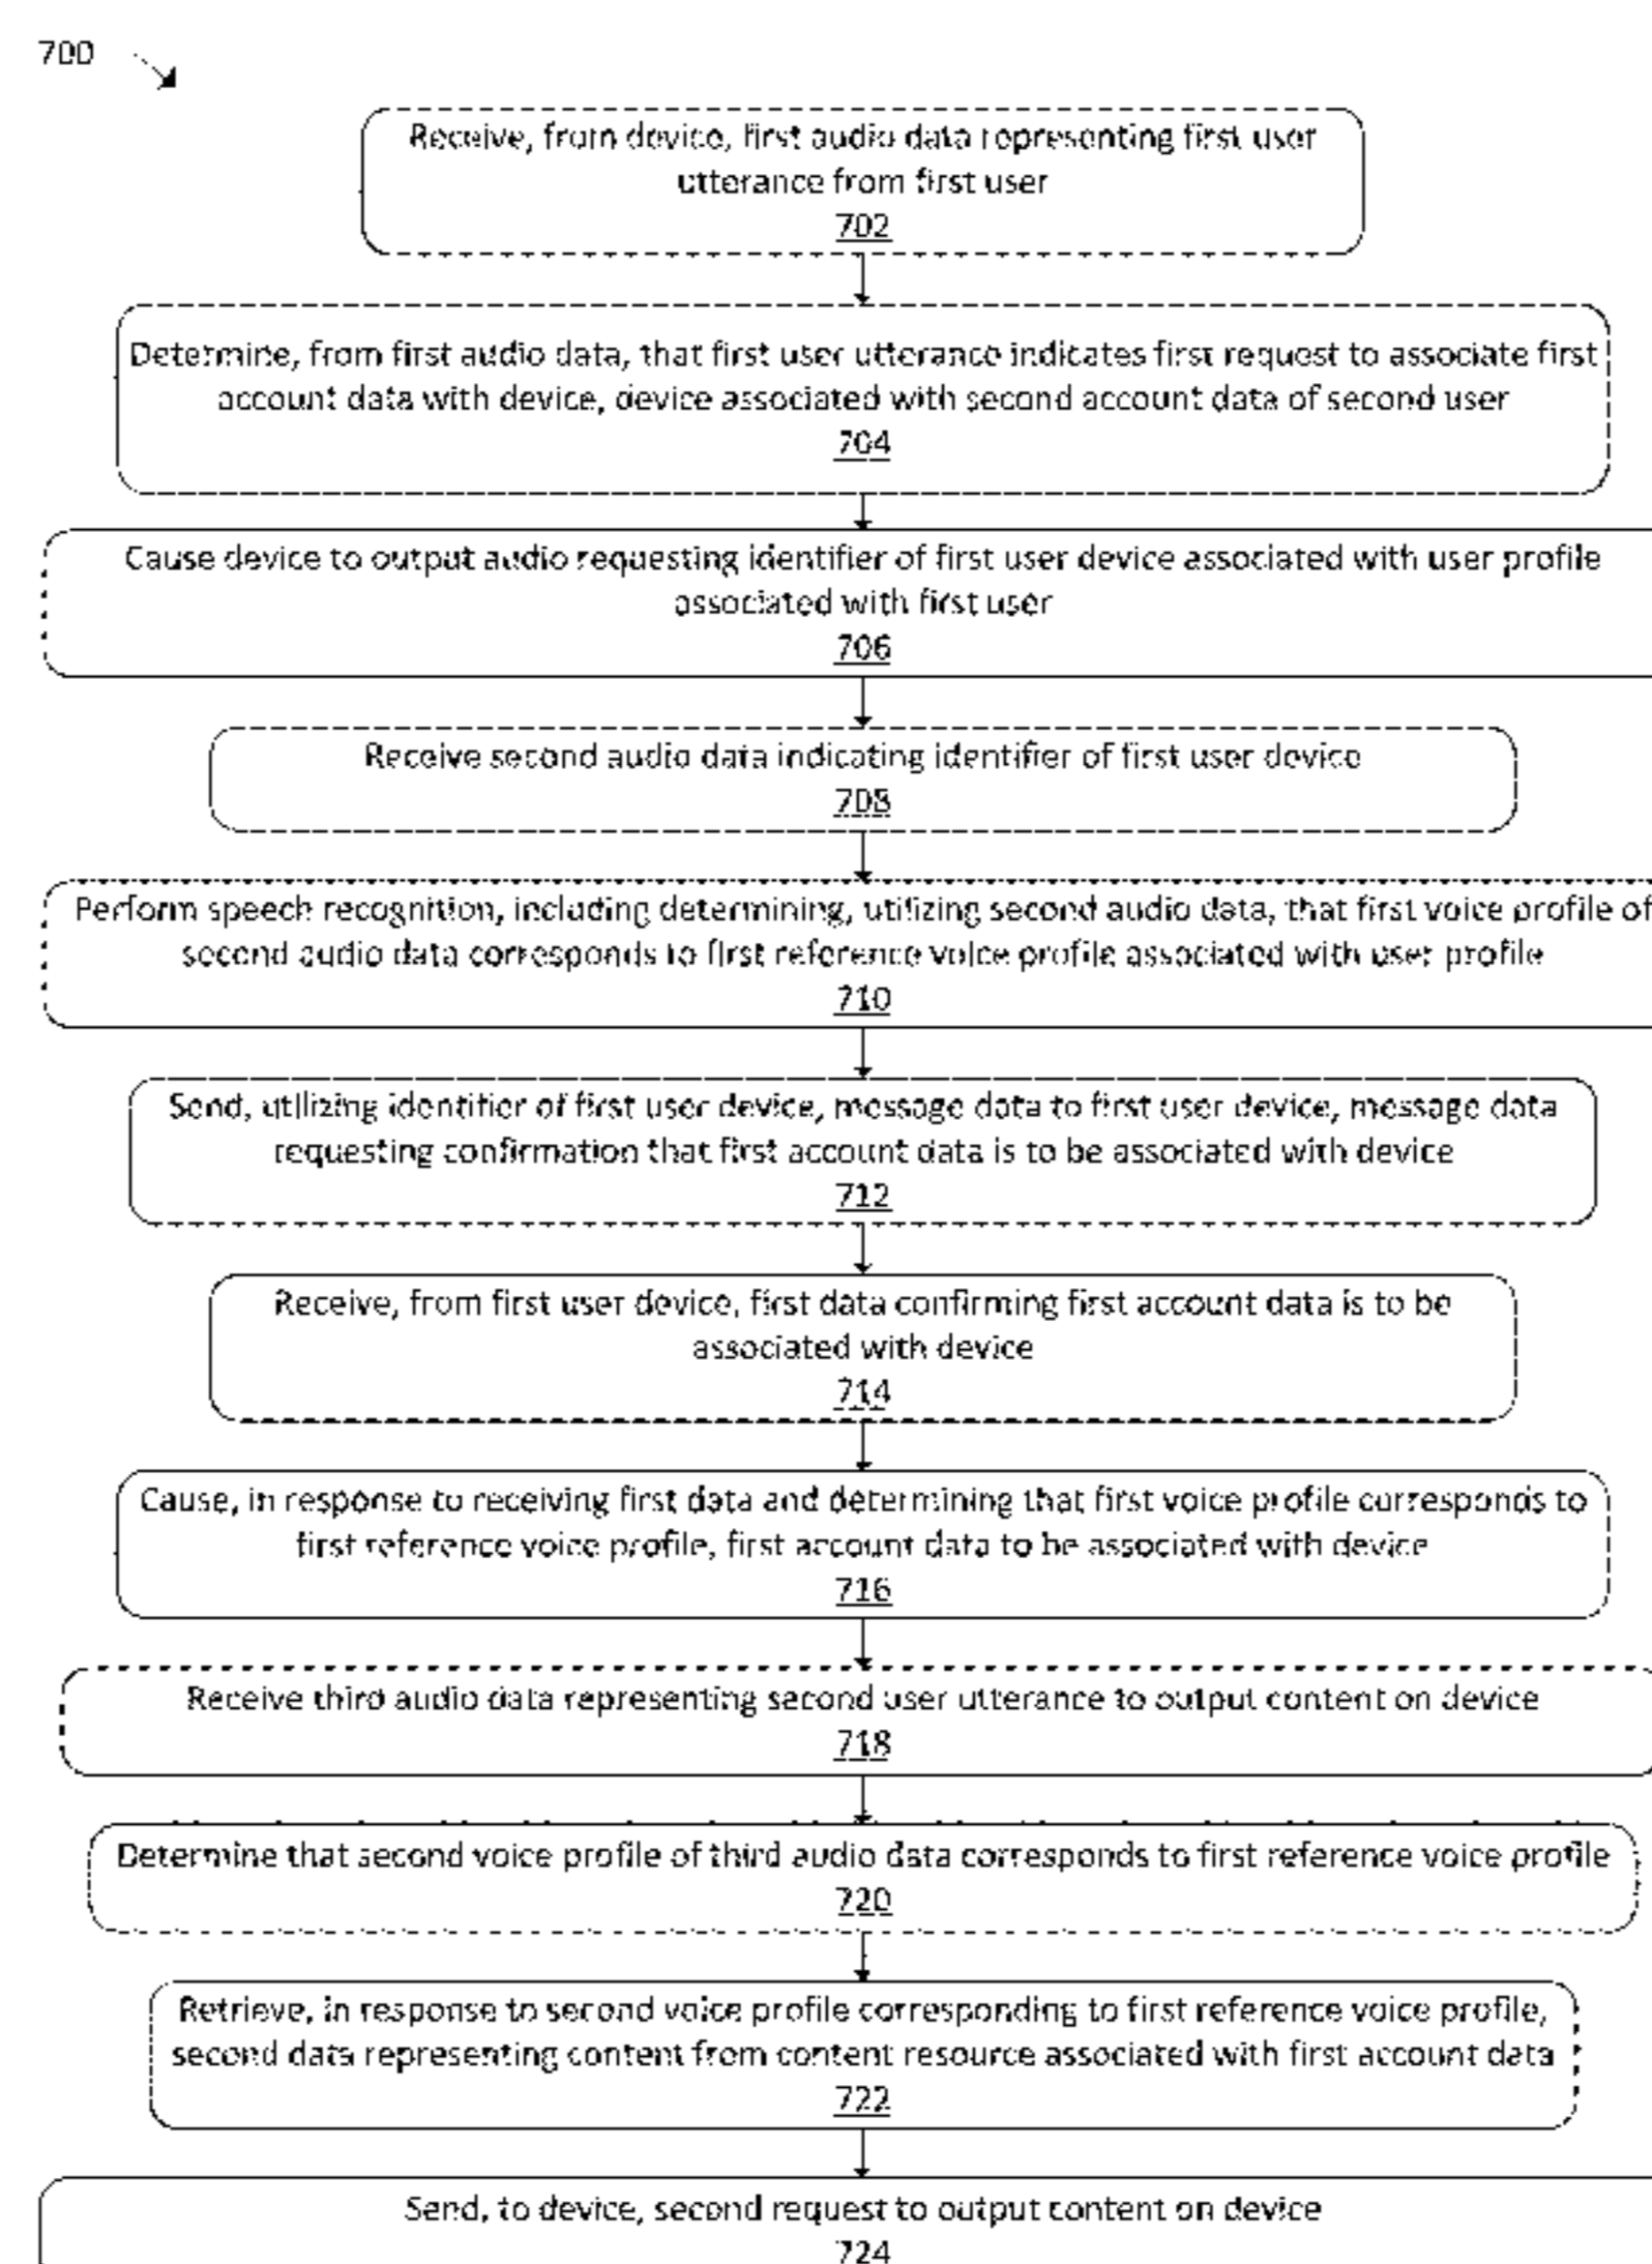 700
Receive, from device, first audio data representing first user
utterance from first user
702
Determine, from first audio data, that first user utterance indicates first request to associate first
account data with device, device associated with second account data of second user
704
Cause device to output audio requesting identifier of first user device associated with user profile
associated with first user
706
Receive second audio data indicating identifier of first user device
708
Perform speech recognition, including determining, utilizing second audio data, that first voice profile of
second audio data corresponds to first reference voice profile associated with user profile
710
Send, utilizing identifier of first user device, message data to first user device, message data
requesting confirmation that first account data is to be associated with device
712
Receive, from first user device, first data confirming first account data is to be
associated with device
714
Cause, in response to receiving first data and determining that first voice profile corresponds to
first reference voice profile, first account data to be associated with device
716
Receive third audio data representing second user utterance to output content on device
718
Determine that second voice profile of third audio data corresponds to first reference voice profile
720
Retrieve, in response to second voice profile corresponding to first reference voice profile,
second data representing content from content resource associated with first account data
722
Send, to device, second request to output content on device
724